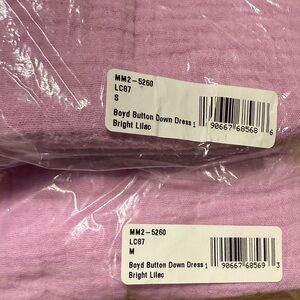 MM2-5260
LC87
S
Boyd Button Down Dress
Bright Lilac
1 90667 68568 6
MM2-5260
LC87
M
Boyd Button Down Dress
Bright Lilac
1 90667 68569 3